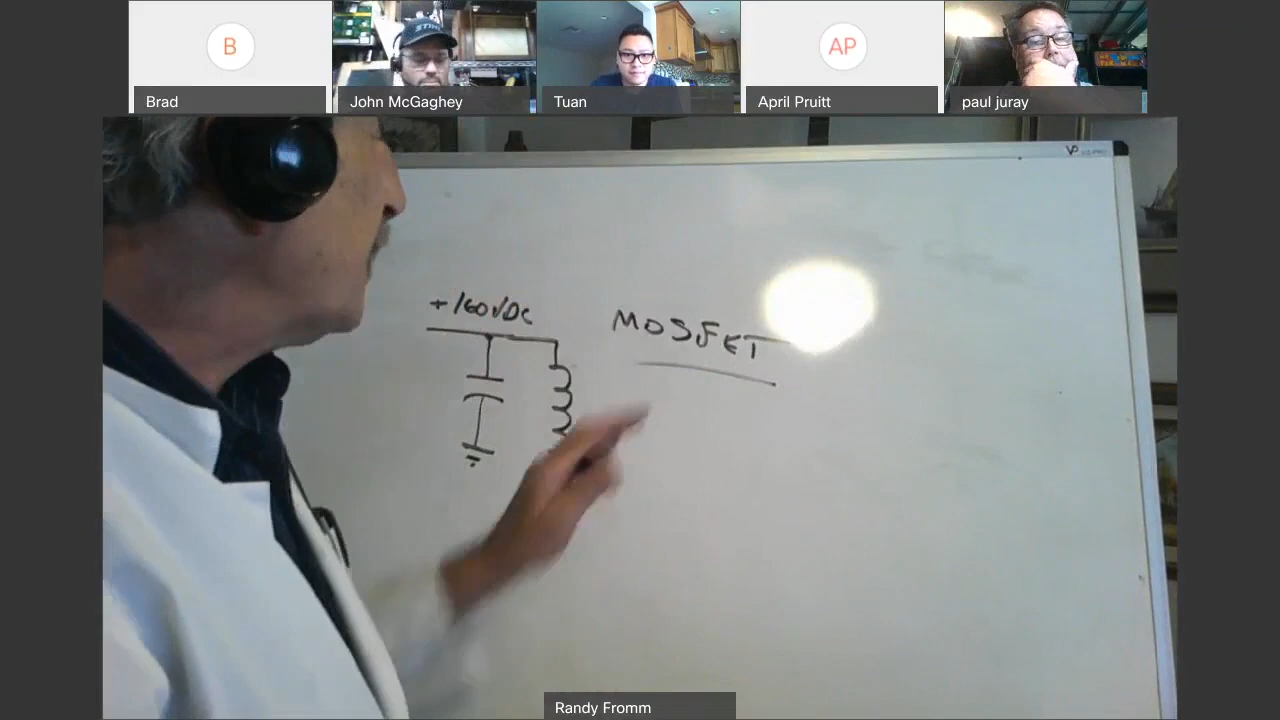 B
AP
Brad
John McGaghey
Tuan
April Pruitt
paul juray
+160VDC
MOSFET
Randy Fromm